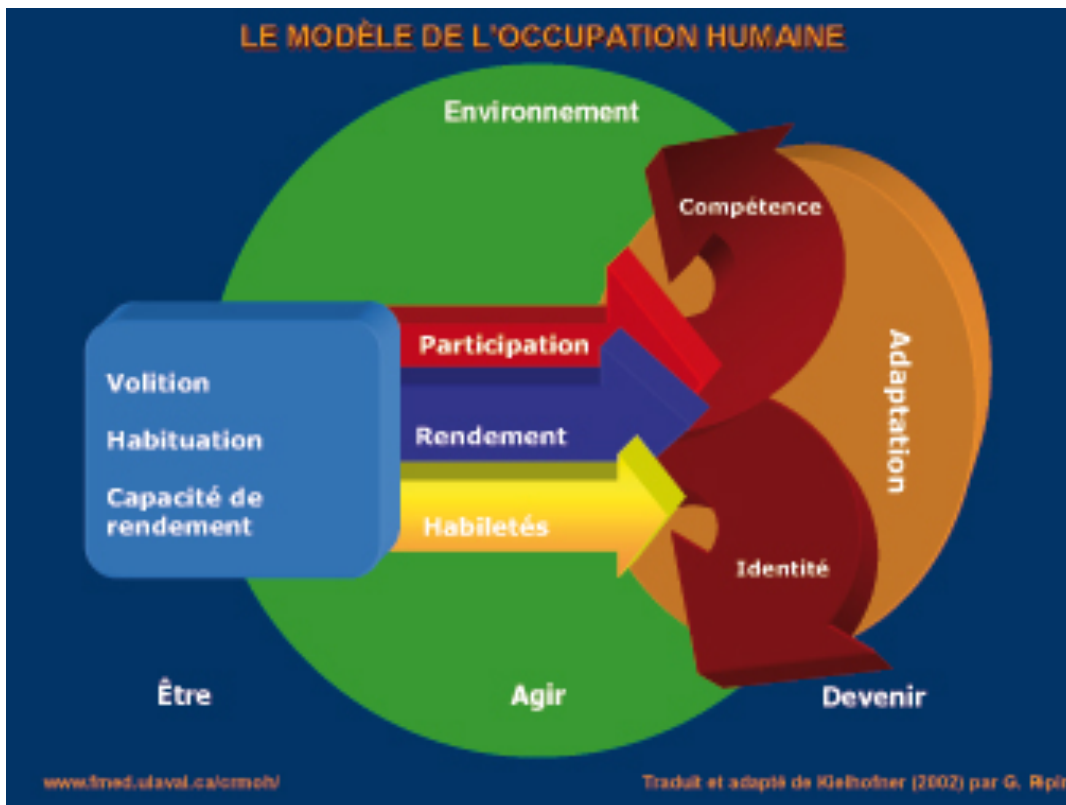 LE MODÈLE DE L'OCCUPATION HUMAINE
Environnement
Compétence
Participation
Adaptation
Volition
Habituation
Rendement
Capacité de
rendement
Habiletés
Identité
Être
Agir
Devenir
www.fmed.ulaval.ca/crmoh/
Traduit et adapté de Kielhofner (2002) par G.